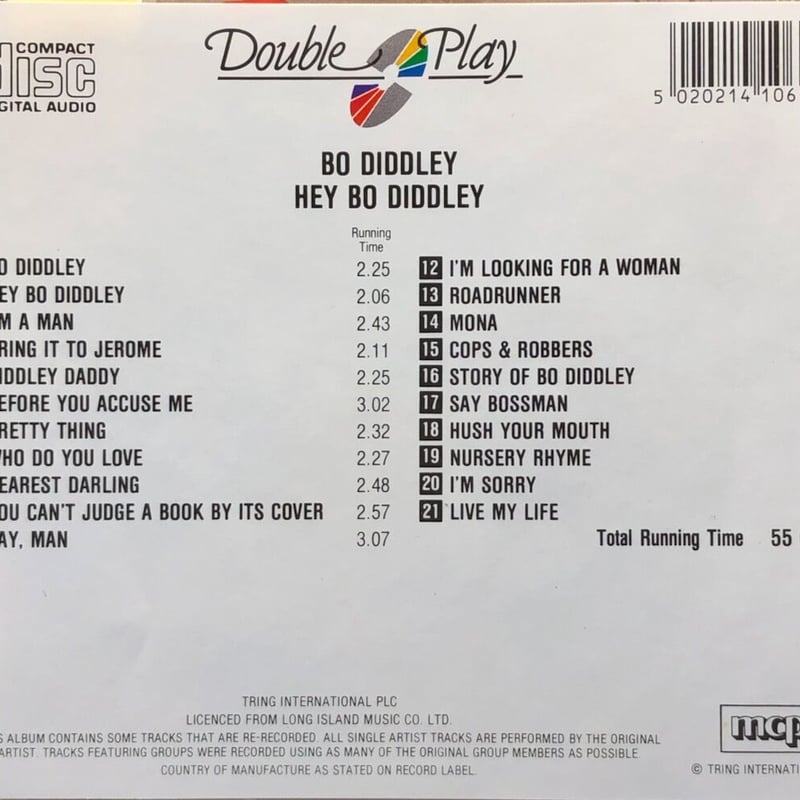 COMPACT
disc
DIGITAL AUDIO
Double Play
5 020214 106
BO DIDDLEY
HEY BO DIDDLEY
Running
Time
O DIDDLEY 2.25
EY BO DIDDLEY 2.06
M A MAN 2.43
RING IT TO JEROME 2.11
IDDLEY DADDY 2.25
EFORE YOU ACCUSE ME 3.02
RETTY THING 2.32
HO DO YOU LOVE 2.27
EAREST DARLING 2.48
OU CAN'T JUDGE A BOOK BY ITS COVER 2.57
AY, MAN 3.07
12 I'M LOOKING FOR A WOMAN
13 ROADRUNNER
14 MONA
15 COPS & ROBBERS
16 STORY OF BO DIDDLEY
17 SAY BOSSMAN
18 HUSH YOUR MOUTH
19 NURSERY RHYME
20 I'M SORRY
21 LIVE MY LIFE
Total Running Time 55
TRING INTERNATIONAL PLC
LICENCED FROM LONG ISLAND MUSIC CO. LTD.
S ALBUM CONTAINS SOME TRACKS THAT ARE RE-RECORDED. ALL SINGLE ARTIST TRACKS ARE PERFORMED BY THE ORIGINAL
ARTIST. TRACKS FEATURING GROUPS WERE RECORDED USING AS MANY OF THE ORIGINAL GROUP MEMBERS AS POSSIBLE.
COUNTRY OF MANUFACTURE AS STATED ON RECORD LABEL.
mcp
© TRING INTERNATIO